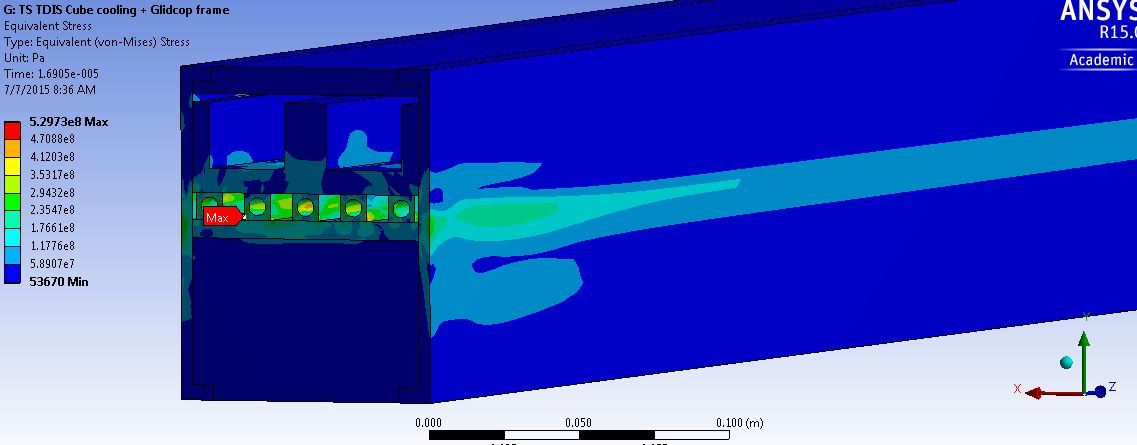 G: TS TDIS Cube cooling + Glidcop frame
Equivalent Stress
Type: Equivalent (von-Mises) Stress
Unit: Pa
Time: 1.6905e-005
7/7/2015 8:36 AM
5.2973e8 Max
4.7088e8
4.1203e8
3.5317e8
2.9432e8
2.3547e8
1.7661e8
1.1776e8
5.8907e7
53670 Min
ANSYS
R15.0
Academic
Max
Y
X
Z
0.000
0.050
0.100 (m)